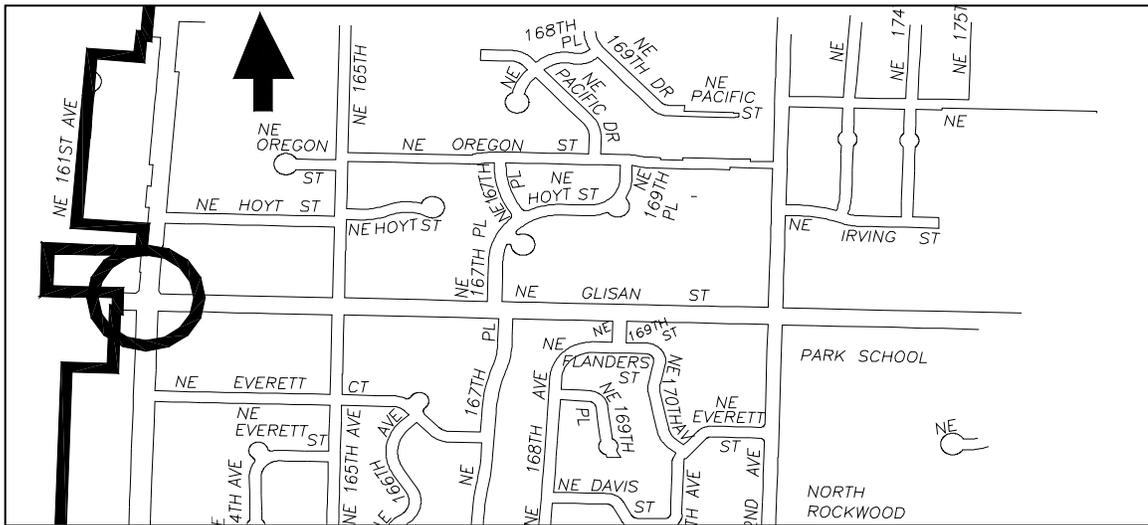 NE 161ST AVE
NE 165TH
168TH
PL
NE
169TH DR
NE
NE
PACIFIC DR
NE
PACIFIC
ST
NE
NE 174
NE 175T
NE
NE
OREGON
ST
NE OREGON ST
NE HOYT ST
NE HOYT ST
NE 167TH
PL
NE
HOYT ST
NE
169TH
PL
NE
167TH PL
NE
IRVING ST
NE GLISAN ST
NE 169TH
ST
NE
FLANDERS
ST
PARK SCHOOL
NE EVERETT CT
NE
EVERETT
ST
4TH AVE
NE 165TH AVE
166TH AVE
NE 167TH PL
NE 168TH AVE
NE 169TH
PL
NE 170TH AV
NE
EVERETT
ST
NE DAVIS
ST
TH AVE
2ND AVE
NE
NORTH
ROCKWOOD